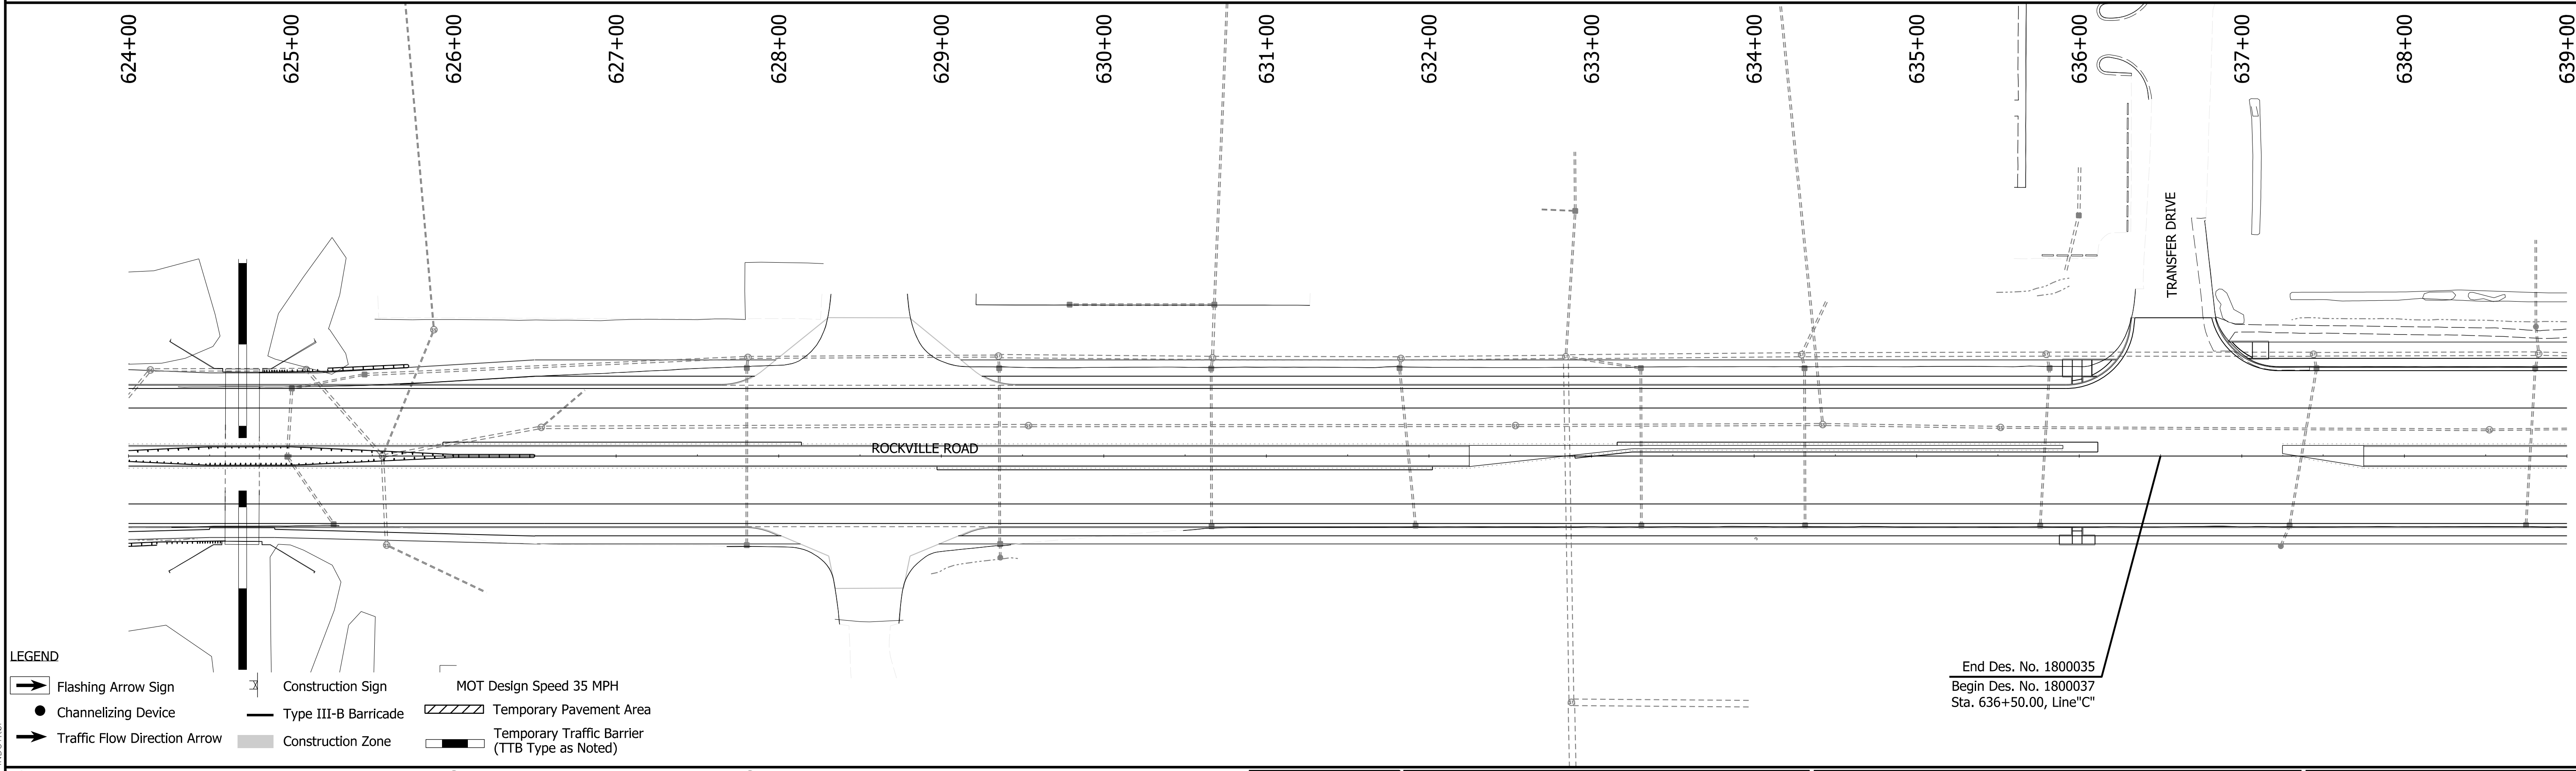 624+00
625+00
626+00
627+00
628+00
629+00
630+00
631+00
632+00
633+00
634+00
635+00
636+00
637+00
638+00
639+00
TRANSFER DRIVE
ROCKVILLE ROAD
End Des. No. 1800035
Begin Des. No. 1800037
Sta. 636+50.00, Line"C"
LEGEND
Flashing Arrow Sign
Channelizing Device
Traffic Flow Direction Arrow
Construction Sign
Type III-B Barricade
Construction Zone
MOT Design Speed 35 MPH
Temporary Pavement Area
Temporary Traffic Barrier
(TTB Type as Noted)